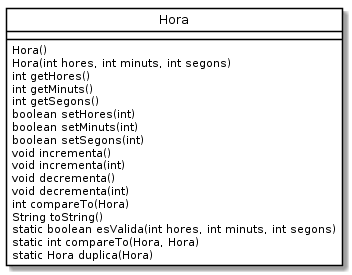 Hora
Hora()
Hora(int hores, int minuts, int segons)
int getHores()
int getMinuts()
int getSegons()
boolean setHores(int)
boolean setMinuts(int)
boolean setSegons(int)
void incrementa()
void incrementa(int)
void decrementa()
void decrementa(int)
int compareTo(Hora)
String toString()
static boolean esValida(int hores, int minuts, int segons)
static int compareTo(Hora, Hora)
static Hora duplica(Hora)